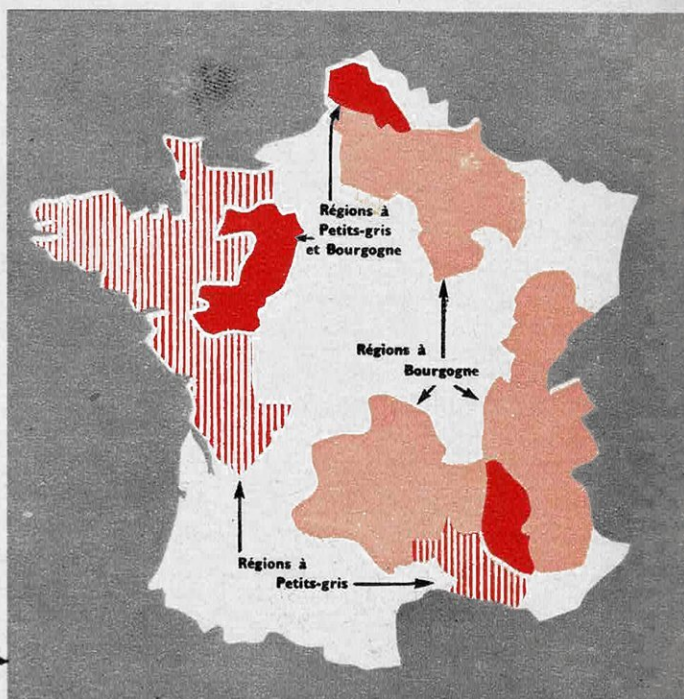 Régions à
Petits-gris
et Bourgogne
Régions à
Bourgogne
Régions à
Petits-gris